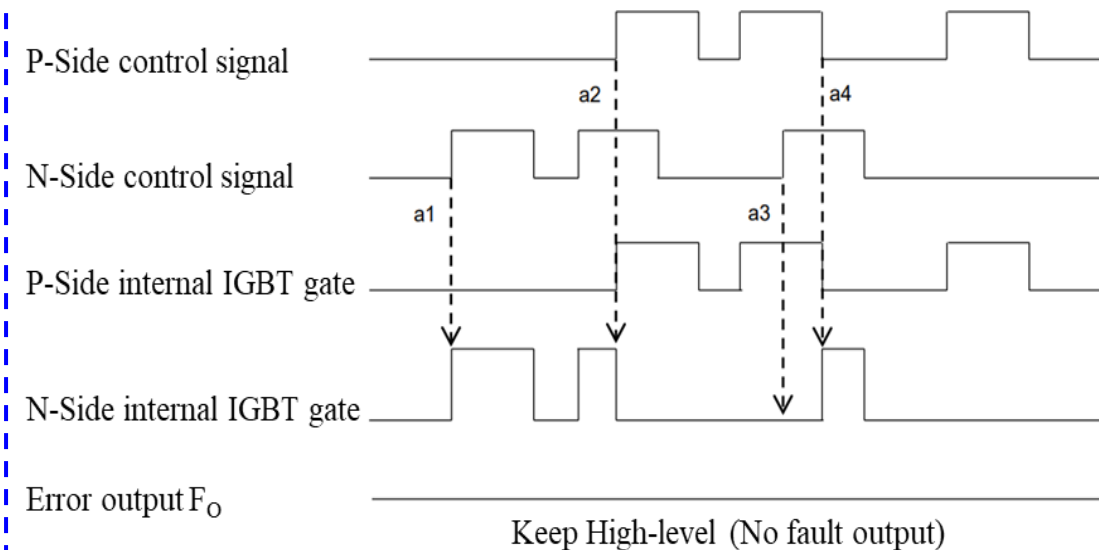 P-Side control signal
a2
a4
N-Side control signal
a1
a3
P-Side internal IGBT gate
N-Side internal IGBT gate
Error output FO
Keep High-level (No fault output)